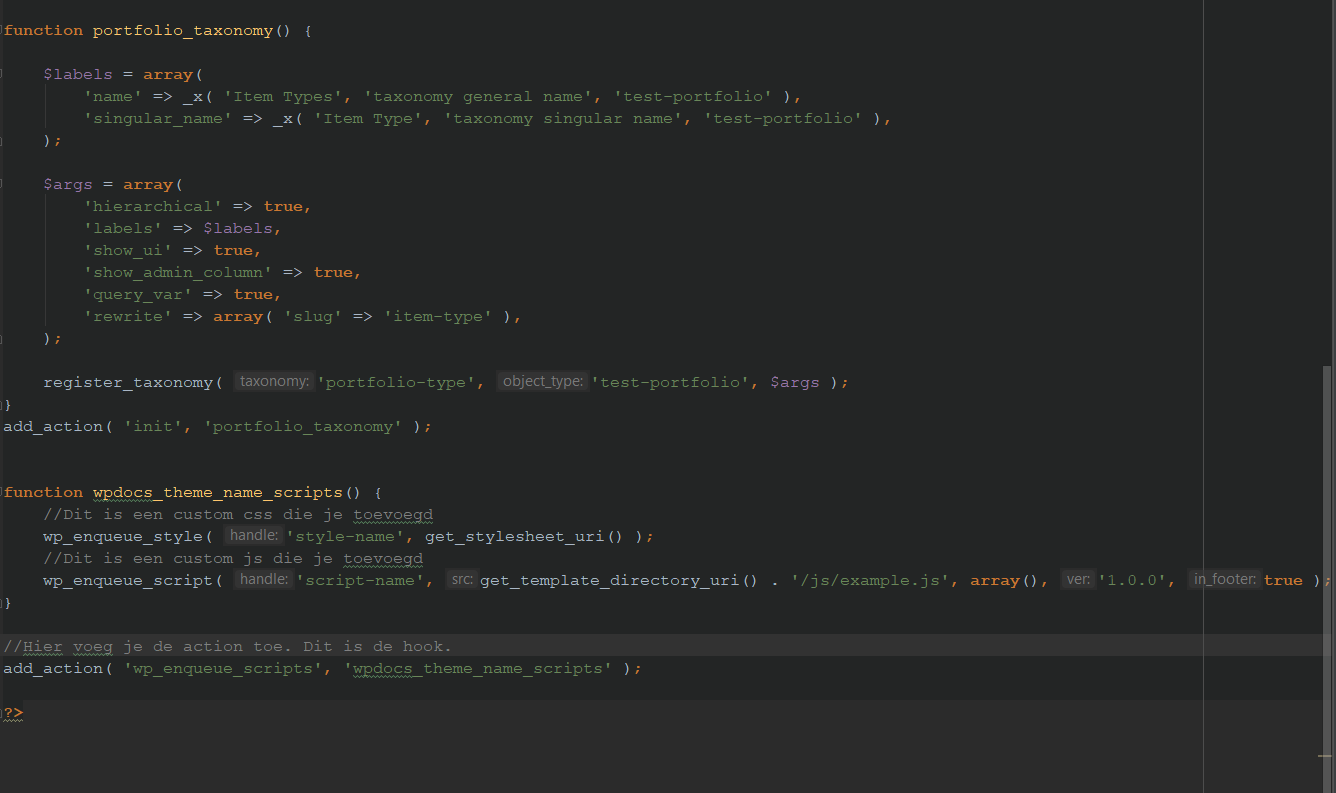 function portfolio_taxonomy() {
$labels = array(
'name' => _x( 'Item Types', 'taxonomy general name', 'test-portfolio' ),
'singular_name' => _x( 'Item Type', 'taxonomy singular name', 'test-portfolio' ),
);
$args = array(
'hierarchical' => true,
'labels' => $labels,
'show_ui' => true,
'show_admin_column' => true,
'query_var' => true,
'rewrite' => array( 'slug' => 'item-type' ),
);
register_taxonomy( taxonomy: 'portfolio-type', object_type: 'test-portfolio', $args );
}
add_action( 'init', 'portfolio_taxonomy' );
function wpdocs_theme_name_scripts() {
//Dit is een custom css die je toevoegd
wp_enqueue_style( handle: 'style-name', get_stylesheet_uri() );
//Dit is een custom js die je toevoegd
wp_enqueue_script( handle: 'script-name', src: get_template_directory_uri() . '/js/example.js', array(), ver: '1.0.0', in_footer: true );
}
//Hier voeg je de action toe. Dit is de hook.
add_action( 'wp_enqueue_scripts', 'wpdocs_theme_name_scripts' );
?>